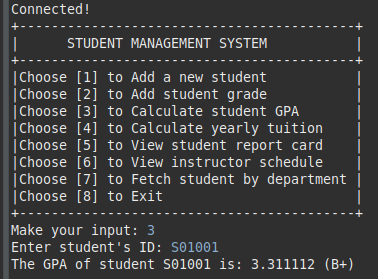 Connected!
+-----------------------------------------+
|      STUDENT MANAGEMENT SYSTEM          |
+-----------------------------------------+
|Choose [1] to Add a new student          |
|Choose [2] to Add student grade          |
|Choose [3] to Calculate student GPA      |
|Choose [4] to Calculate yearly tuition   |
|Choose [5] to View student report card   |
|Choose [6] to View instructor schedule   |
|Choose [7] to Fetch student by department |
|Choose [8] to Exit                       |
+-----------------------------------------+
Make your input: 3
Enter student's ID: S01001
The GPA of student S01001 is: 3.311112 (B+)